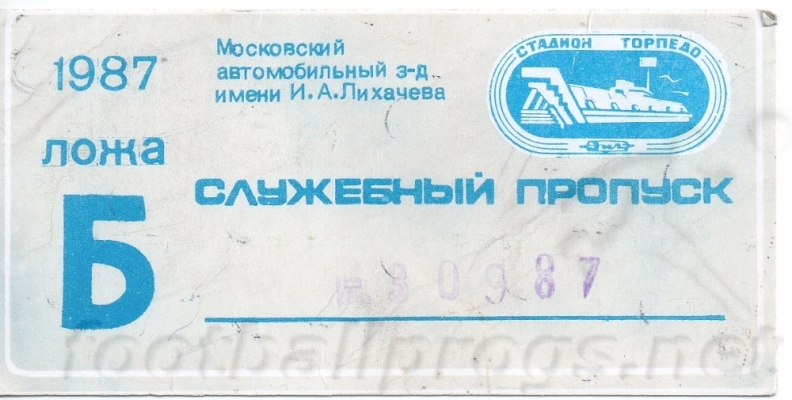 1987
Московский
автомобильный з-д
имени И.А.Лихачева
СТАДИОН ТОРПЕДО
ЗИЛ
ложа
Б
СЛУЖЕБНЫЙ ПРОПУСК
30987
footballprogs.net